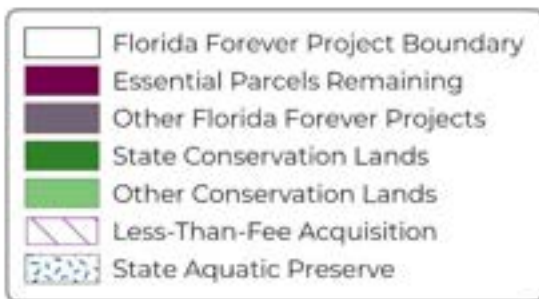 Florida Forever Project Boundary
Essential Parcels Remaining
Other Florida Forever Projects
State Conservation Lands
Other Conservation Lands
Less-Than-Fee Acquisition
State Aquatic Preserve